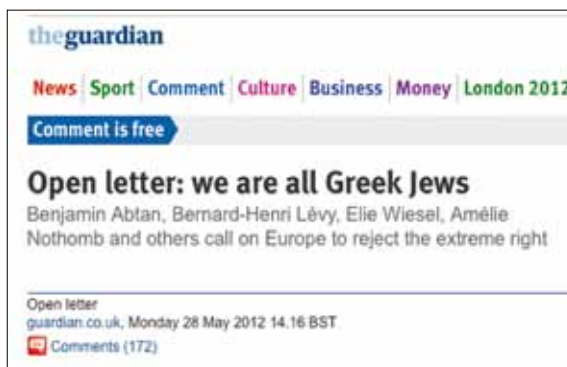 theguardian
News Sport Comment Culture Business Money London 2012
Comment is free
Open letter: we are all Greek Jews
Benjamin Abtan, Bernard-Henri Lévy, Elie Wiesel, Amélie
Nothomb and others call on Europe to reject the extreme right
Open letter
guardian.co.uk, Monday 28 May 2012 14.16 BST
Comments (172)